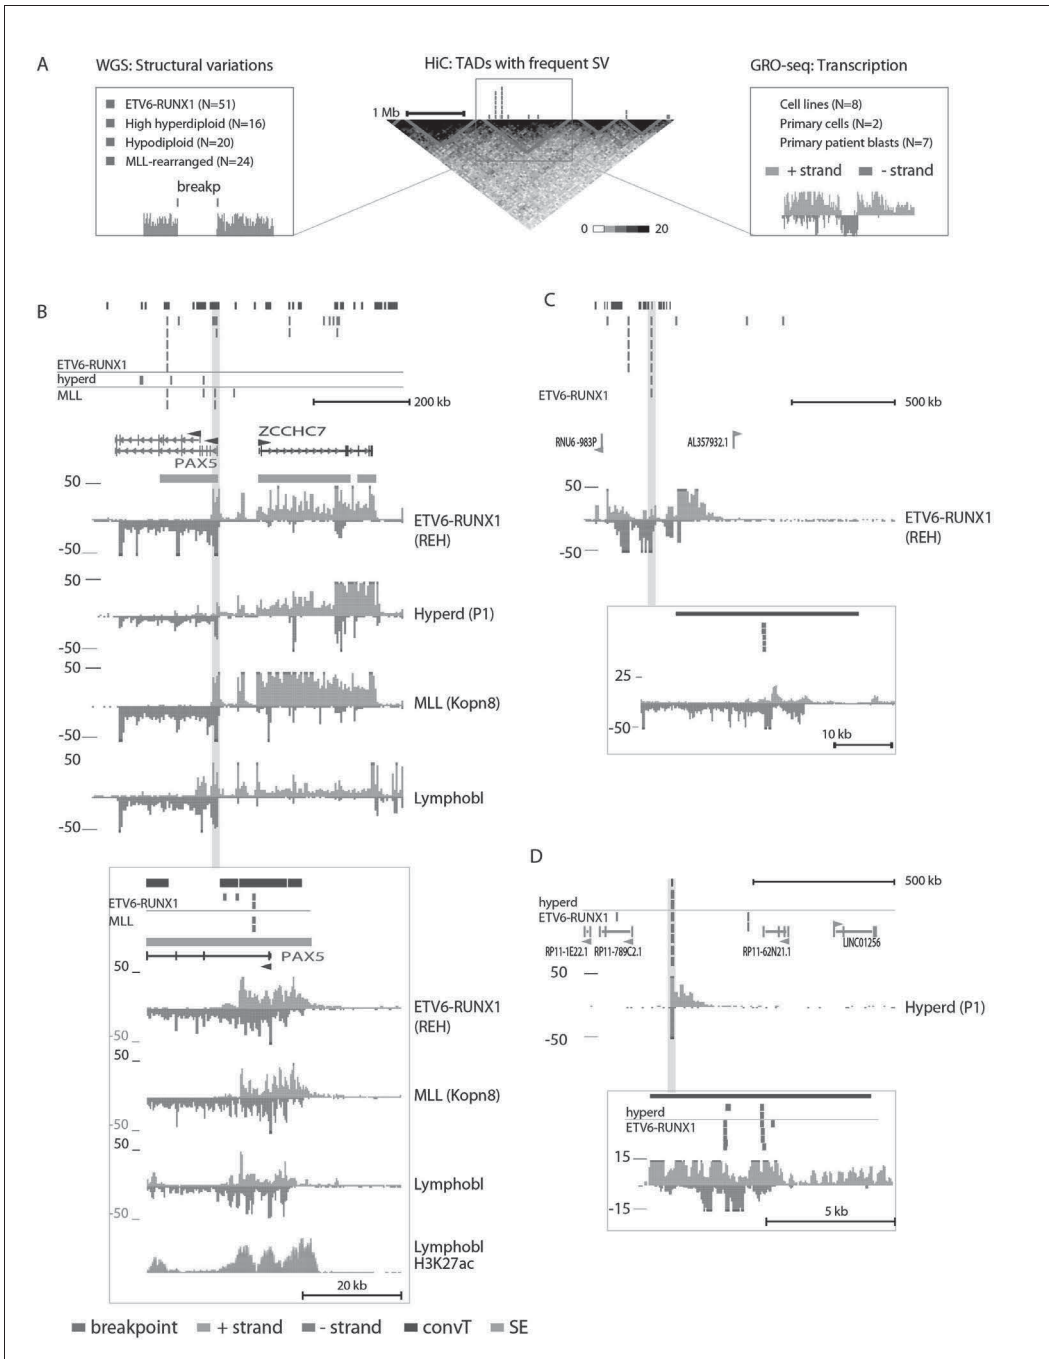 A
WGS: Structural variations
ETV6-RUNX1 (N=51)
High hyperdiploid (N=16)
Hypodiploid (N=20)
MLL-rearranged (N=24)
breakp
HiC: TADs with frequent SV
1 Mb
0 20
GRO-seq: Transcription
Cell lines (N=8)
Primary cells (N=2)
Primary patient blasts (N=7)
+ strand - strand
B
ETV6-RUNX1
hyperd
MLL
200 kb
ZCCHC7
PAX5
50
-50
ETV6-RUNX1
(REH)
50
-50
Hyperd (P1)
50
-50
MLL (Kopn8)
50
-50
Lymphobl
ETV6-RUNX1
MLL
PAX5
50
-50
ETV6-RUNX1
(REH)
50
-50
MLL (Kopn8)
50
-50
Lymphobl
Lymphobl
H3K27ac
20 kb
C
ETV6-RUNX1
500 kb
RNU6 -983P
AL357932.1
50
-50
ETV6-RUNX1
(REH)
25
-50
10 kb
D
500 kb
hyperd
ETV6-RUNX1
RP11-1E22.1 RP11-789C2.1 RP11-62N21.1 LINC01256
50
-50
Hyperd (P1)
hyperd
ETV6-RUNX1
15
-15
5 kb
breakpoint + strand - strand convT SE